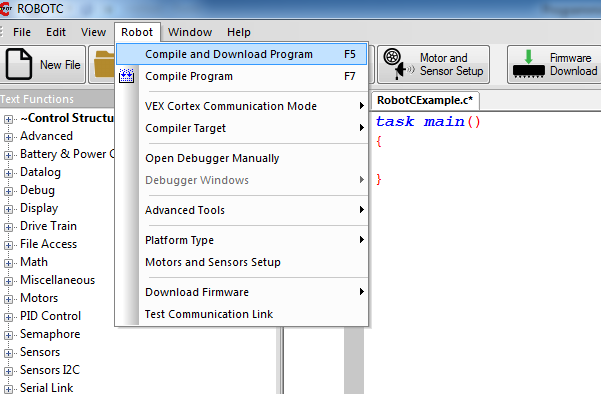 ROBOTC
File Edit View Robot Window Help
New File
Motor and
Sensor Setup
Firmware
Download
Compile and Download Program F5
Compile Program F7
VEX Cortex Communication Mode
Compiler Target
Open Debugger Manually
Debugger Windows
Advanced Tools
Platform Type
Motors and Sensors Setup
Download Firmware
Test Communication Link
Text Functions
~Control Structu
Advanced
Battery & Power C
Datalog
Debug
Display
Drive Train
File Access
Math
Miscellaneous
Motors
PID Control
Semaphore
Sensors
Sensors I2C
Serial Link
RobotCExample.c*
task main()
{
}